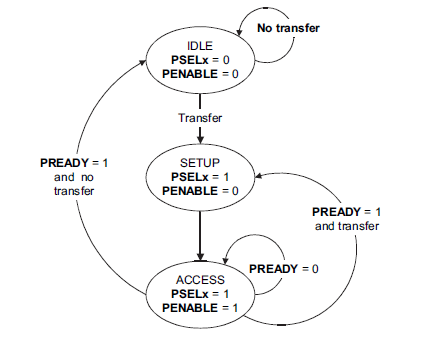 No transfer
IDLE
PSELx = 0
PENABLE = 0
Transfer
SETUP
PSELx = 1
PENABLE = 0
PREADY = 1
and no
transfer
PREADY = 1
and transfer
PREADY = 0
ACCESS
PSELx = 1
PENABLE = 1